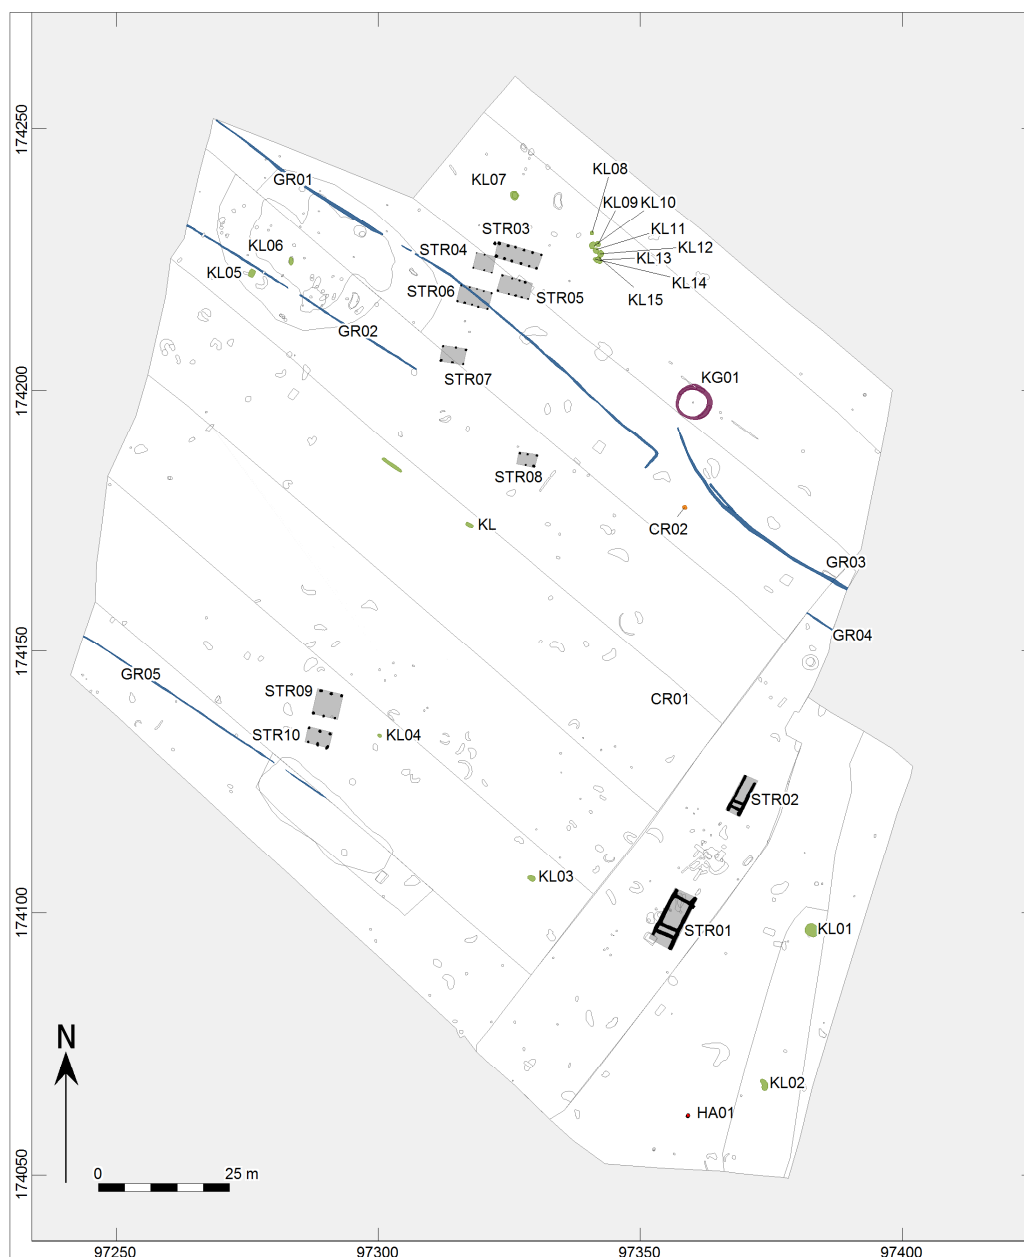 174250
KL08
KL07
GR01
KL09
KL10
STR03
KL11
KL06
STR04
KL12
KL13
KL05
STR06
STR05
KL14
KL15
GR02
STR07
KG01
174200
STR08
KL
CR02
GR03
GR04
174150
GR05
STR09
CR01
STR10
KL04
STR02
KL03
174100
STR01
KL01
N
KL02
HA01
0
25 m
174050
97250
97300
97350
97400